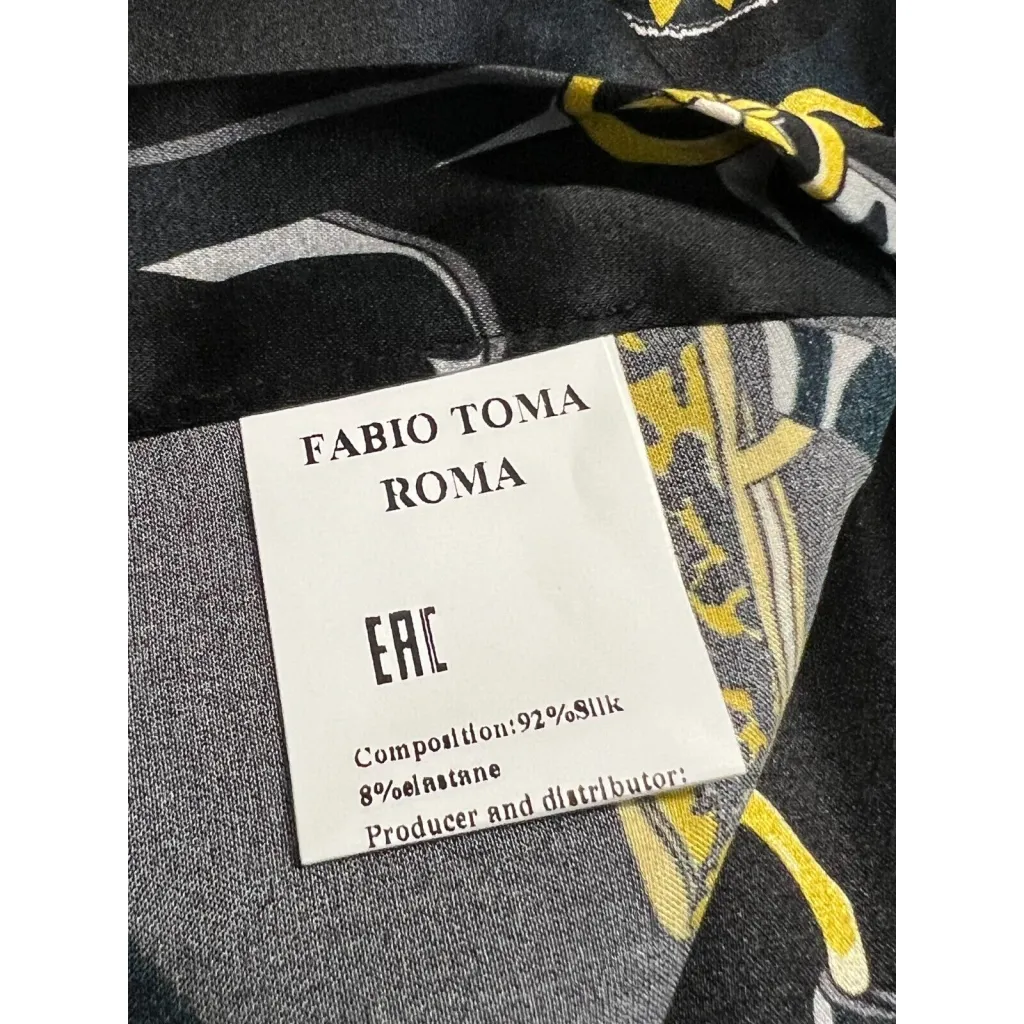 FABIO TOMA
ROMA
EAC
Composition:92%Silk
8%elastane
Producer and distributor: